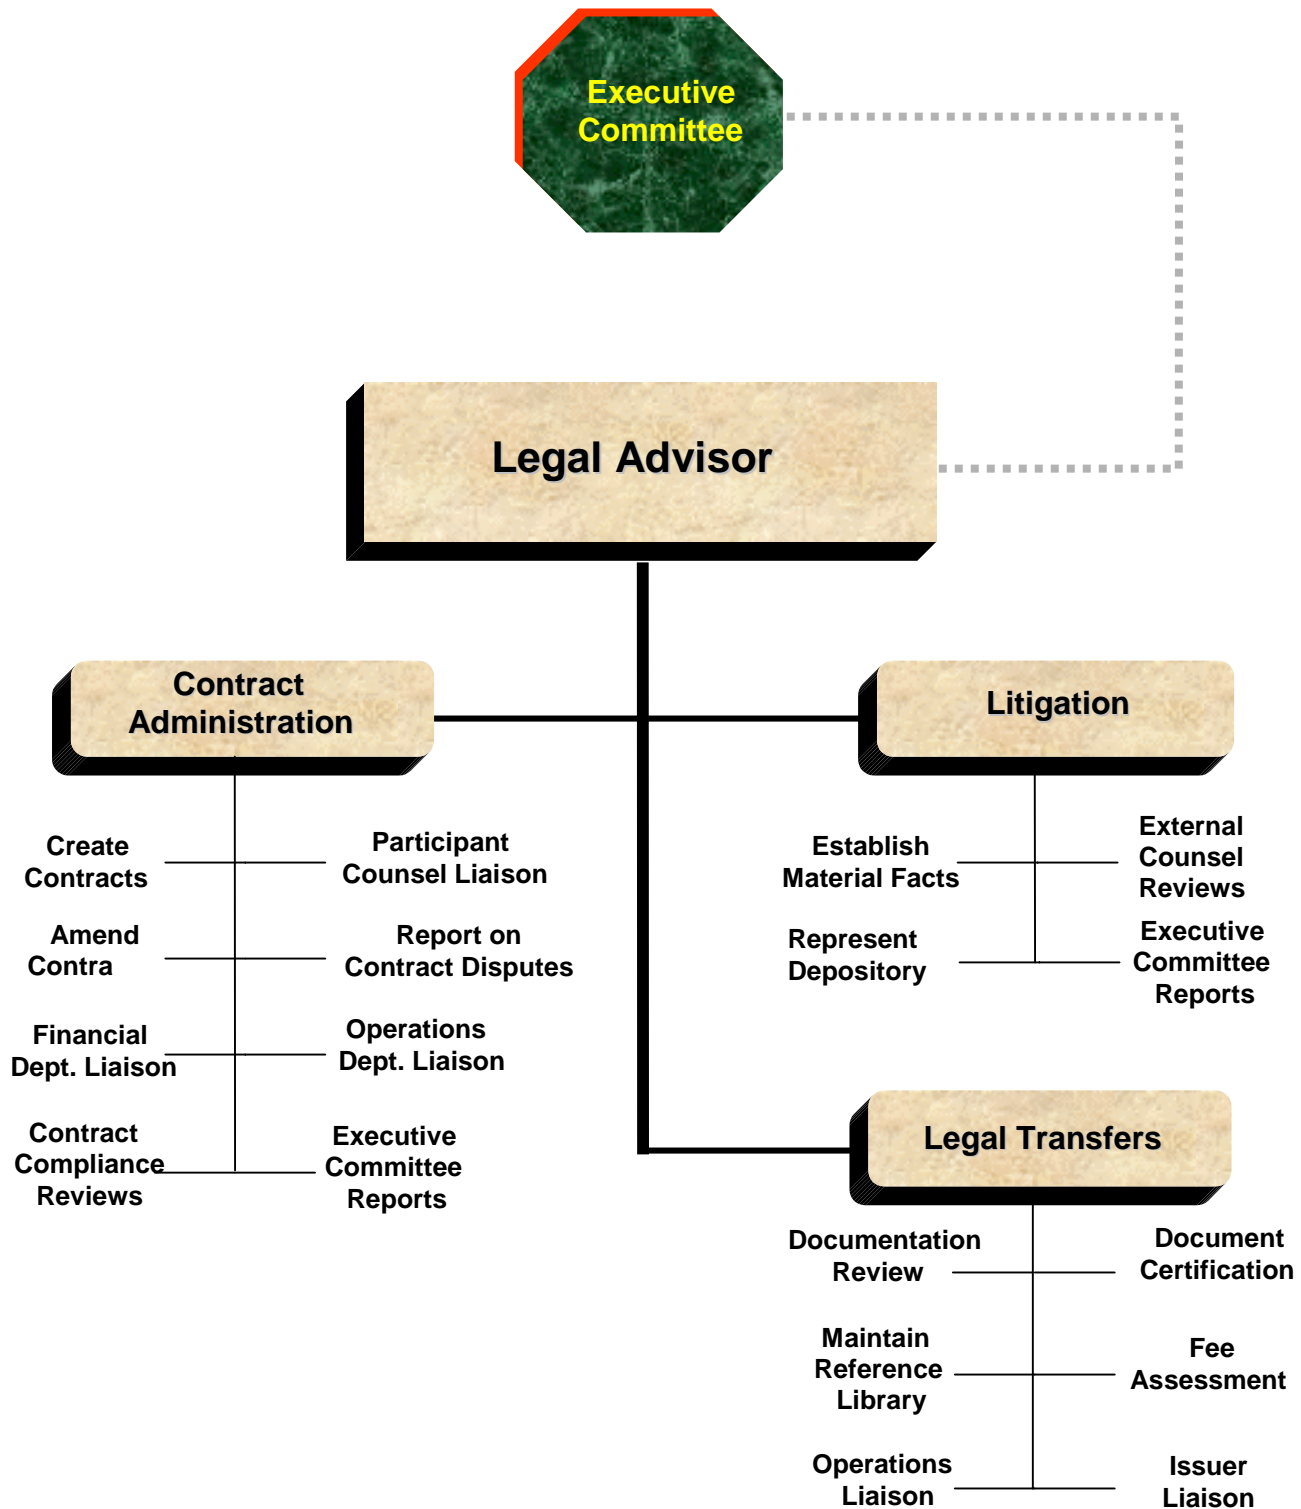 Executive
Committee
Legal Advisor
Contract
Administration
Litigation
Create
Contracts
Participant
Counsel Liaison
Amend
Contra
Report on
Contract Disputes
Financial
Dept. Liaison
Operations
Dept. Liaison
Contract
Compliance
Reviews
Executive
Committee
Reports
Establish
Material Facts
External
Counsel
Reviews
Represent
Depository
Executive
Committee
Reports
Legal Transfers
Documentation
Review
Document
Certification
Maintain
Reference
Library
Fee
Assessment
Operations
Liaison
Issuer
Liaison